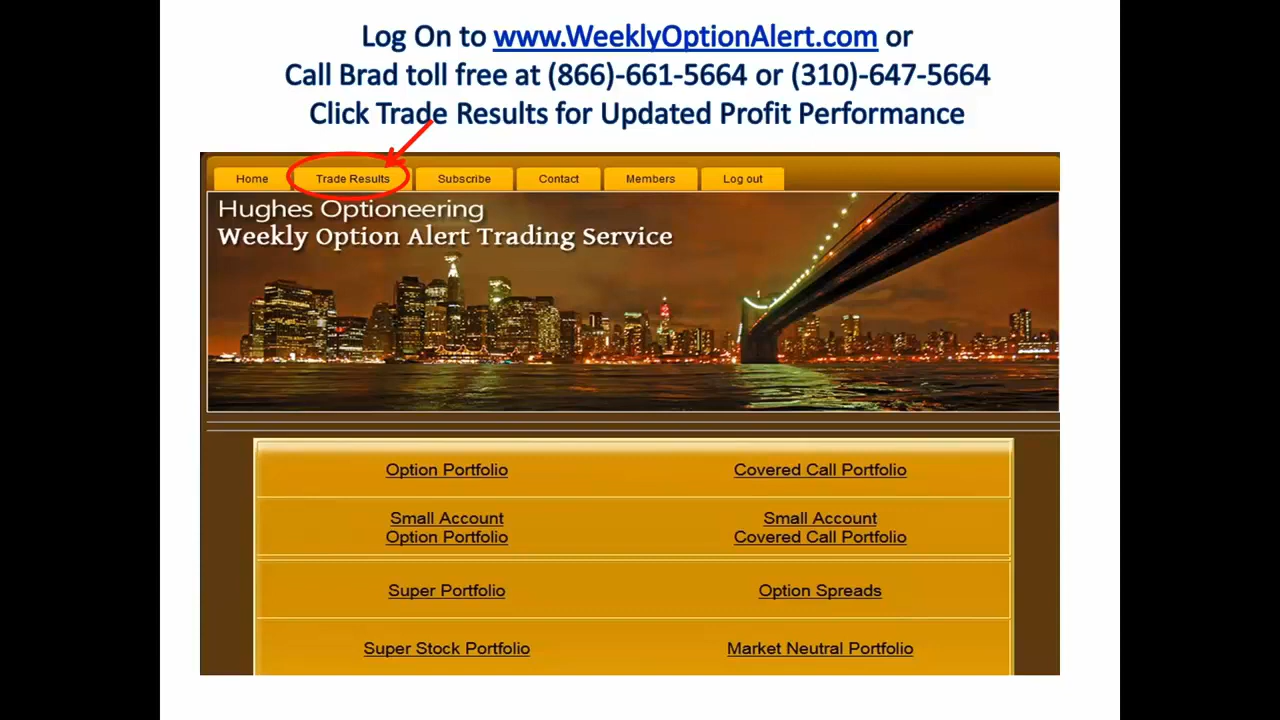 Log On to www.WeeklyOptionAlert.com or
Call Brad toll free at (866)-661-5664 or (310)-647-5664
Click Trade Results for Updated Profit Performance
Home Trade Results Subscribe Contact Members Log out
Hughes Optioneering
Weekly Option Alert Trading Service
Option Portfolio Covered Call Portfolio
Small Account Small Account
Option Portfolio Covered Call Portfolio
Super Portfolio Option Spreads
Super Stock Portfolio Market Neutral Portfolio